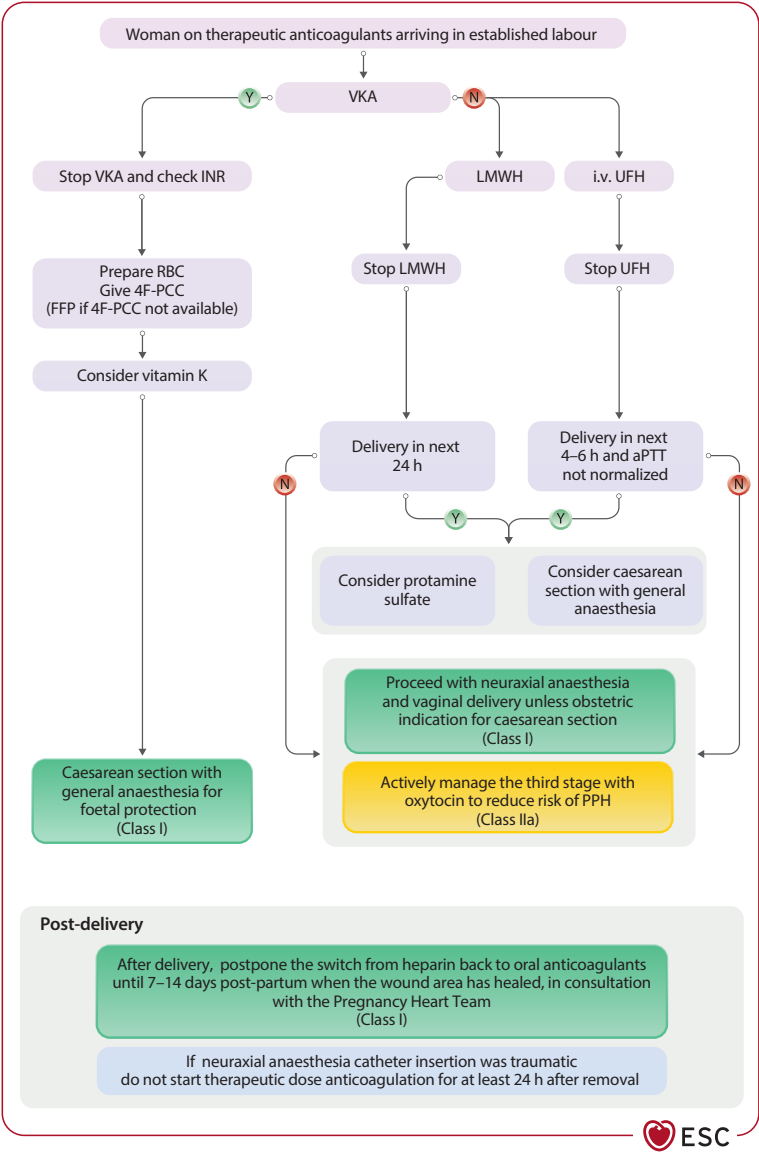 Woman on therapeutic anticoagulants arriving in established labour
Y
VKA
N
Stop VKA and check INR
LMWH
i.v. UFH
Prepare RBC
Give 4F-PCC
(FFP if 4F-PCC not available)
Stop LMWH
Stop UFH
Consider vitamin K
Delivery in next
24 h
Delivery in next
4–6 h and aPTT
not normalized
N
N
Y
Y
Consider protamine
sulfate
Consider caesarean
section with general
anaesthesia
Proceed with neuraxial anaesthesia
and vaginal delivery unless obstetric
indication for caesarean section
(Class I)
Actively manage the third stage with
oxytocin to reduce risk of PPH
(Class IIa)
Caesarean section with
general anaesthesia for
foetal protection
(Class I)
Post-delivery
After delivery, postpone the switch from heparin back to oral anticoagulants
until 7–14 days post-partum when the wound area has healed, in consultation
with the Pregnancy Heart Team
(Class I)
If neuraxial anaesthesia catheter insertion was traumatic
do not start therapeutic dose anticoagulation for at least 24 h after removal
ESC